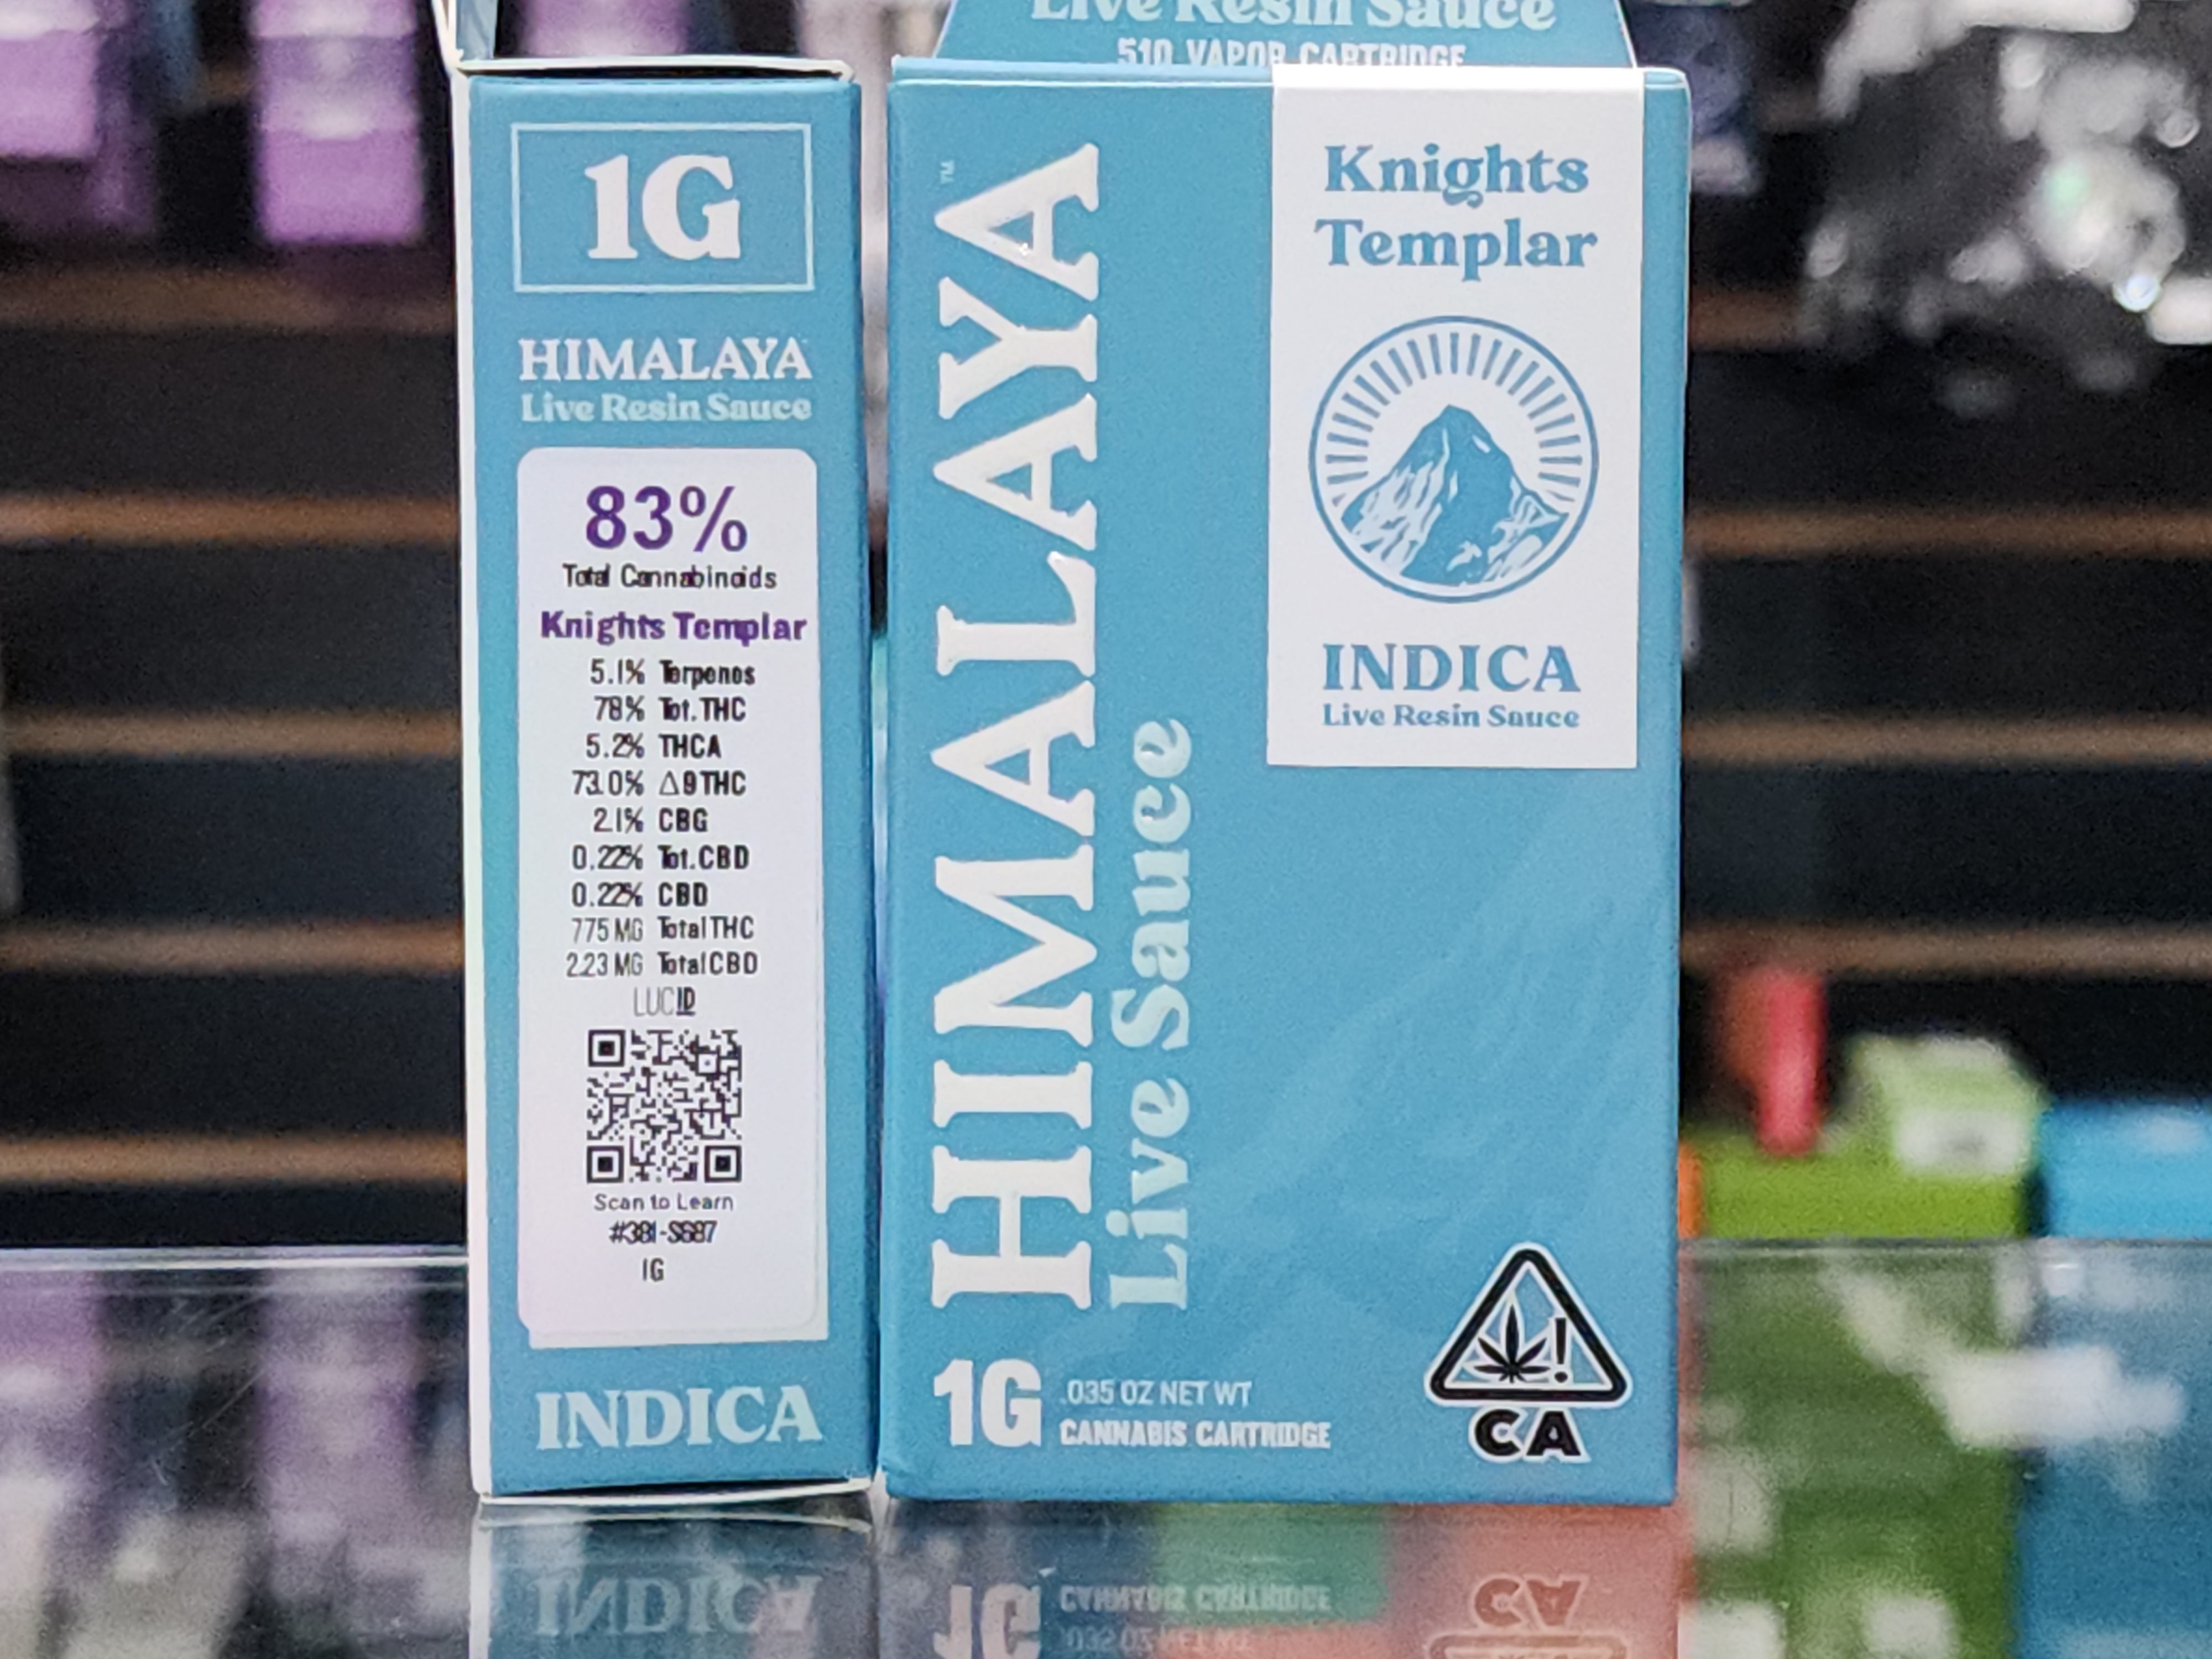 1G
HIMALAYA
Live Resin Sauce
83%
Total Cannabinoids
Knights Templar
5.1% Terpenes
78% Tot.THC
5.2% THCA
73.0% Δ9THC
2.1% CBG
0.22% Tot.CBD
0.22% CBD
775 MG Total THC
2.23 MG Total CBD
LUCID
Scan to Learn
#381-S687
1G
INDICA
Live Resin Sauce
510 VAPOR CARTRIDGE
HIMALAYA™
Live Sauce
Knights
Templar
INDICA
Live Resin Sauce
1G
.035 OZ NET WT
CANNABIS CARTRIDGE
CA